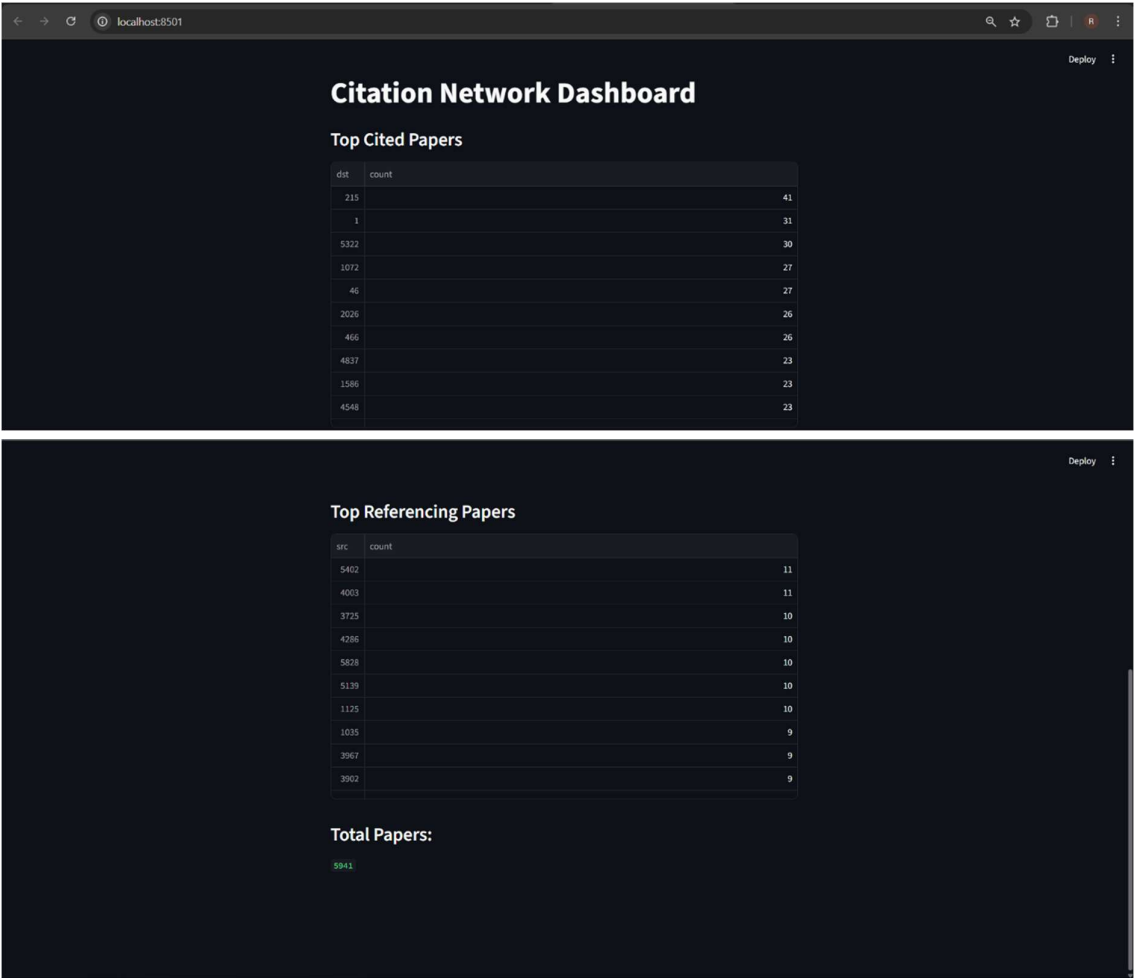 localhost:8501
R
Deploy
Citation Network Dashboard
Top Cited Papers
dst count
215 41
1 31
5322 30
1072 27
46 27
2026 26
466 26
4837 23
1586 23
4548 23
Deploy
Top Referencing Papers
src count
5402 11
4003 11
3725 10
4286 10
5828 10
5139 10
1125 10
1035 9
3967 9
3902 9
Total Papers:
5941